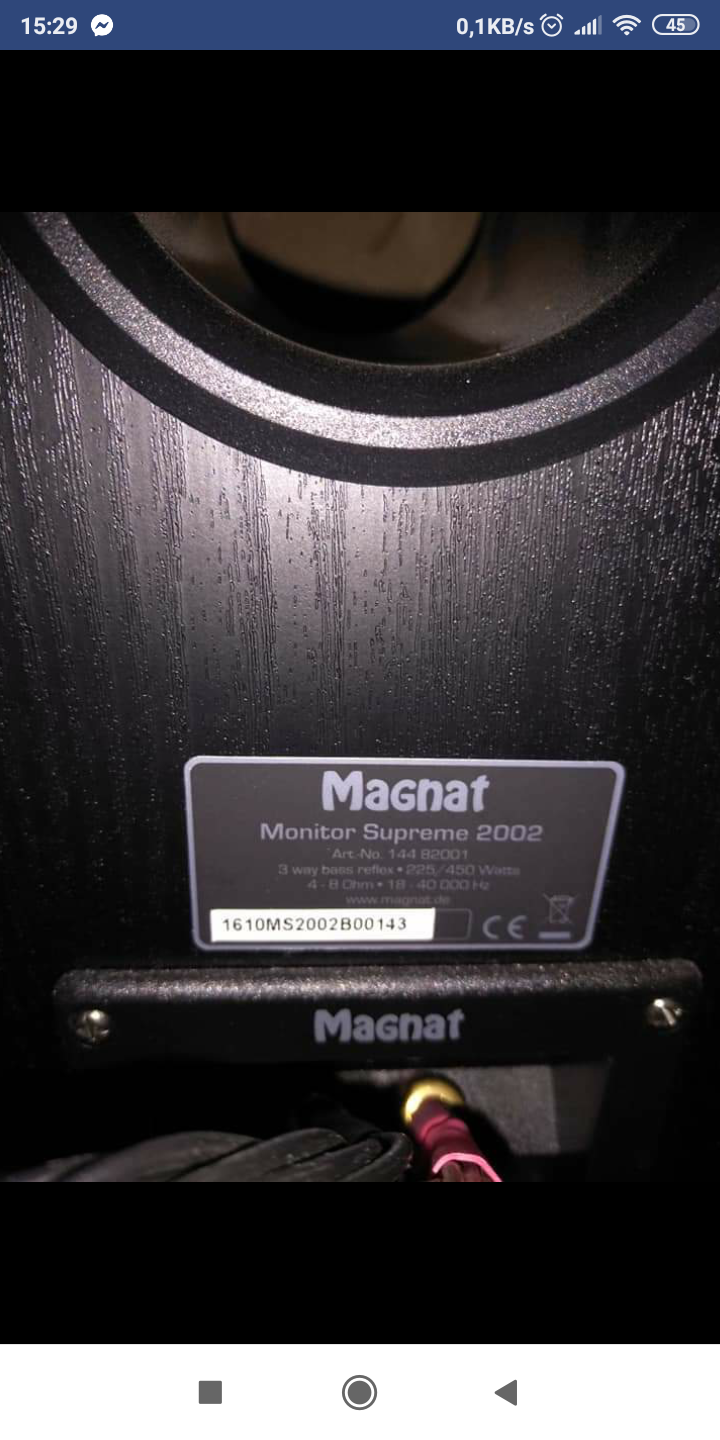 15:29
0,1KB/s
45
Magnat
Monitor Supreme 2002
Art.-No. 144 82001
3 way bass reflex • 225/450 Watts
4 - 8 Ohm • 18 - 40 000 Hz
www.magnat.de
1610MS2002B00143
CE
Magnat